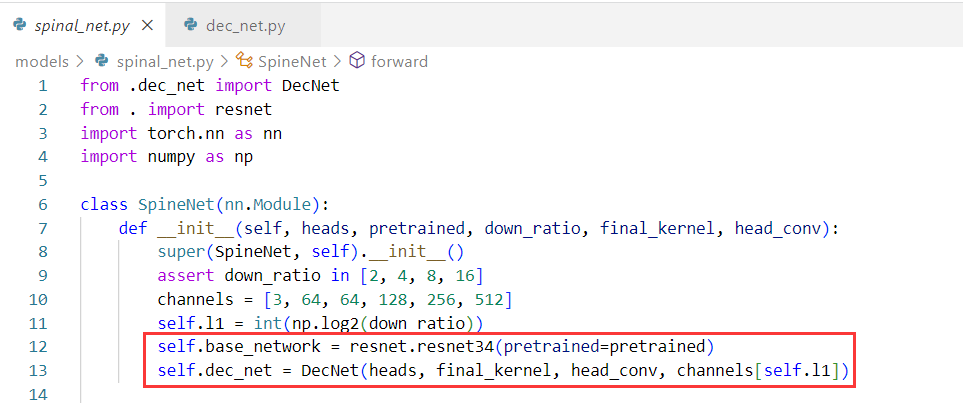 spinal_net.py × dec_net.py
models > spinal_net.py > SpineNet > forward
1 from .dec_net import DecNet
2 from . import resnet
3 import torch.nn as nn
4 import numpy as np
5
6 class SpineNet(nn.Module):
7 def __init__(self, heads, pretrained, down_ratio, final_kernel, head_conv):
8 super(SpineNet, self).__init__()
9 assert down_ratio in [2, 4, 8, 16]
10 channels = [3, 64, 64, 128, 256, 512]
11 self.l1 = int(np.log2(down_ratio))
12 self.base_network = resnet.resnet34(pretrained=pretrained)
13 self.dec_net = DecNet(heads, final_kernel, head_conv, channels[self.l1])
14